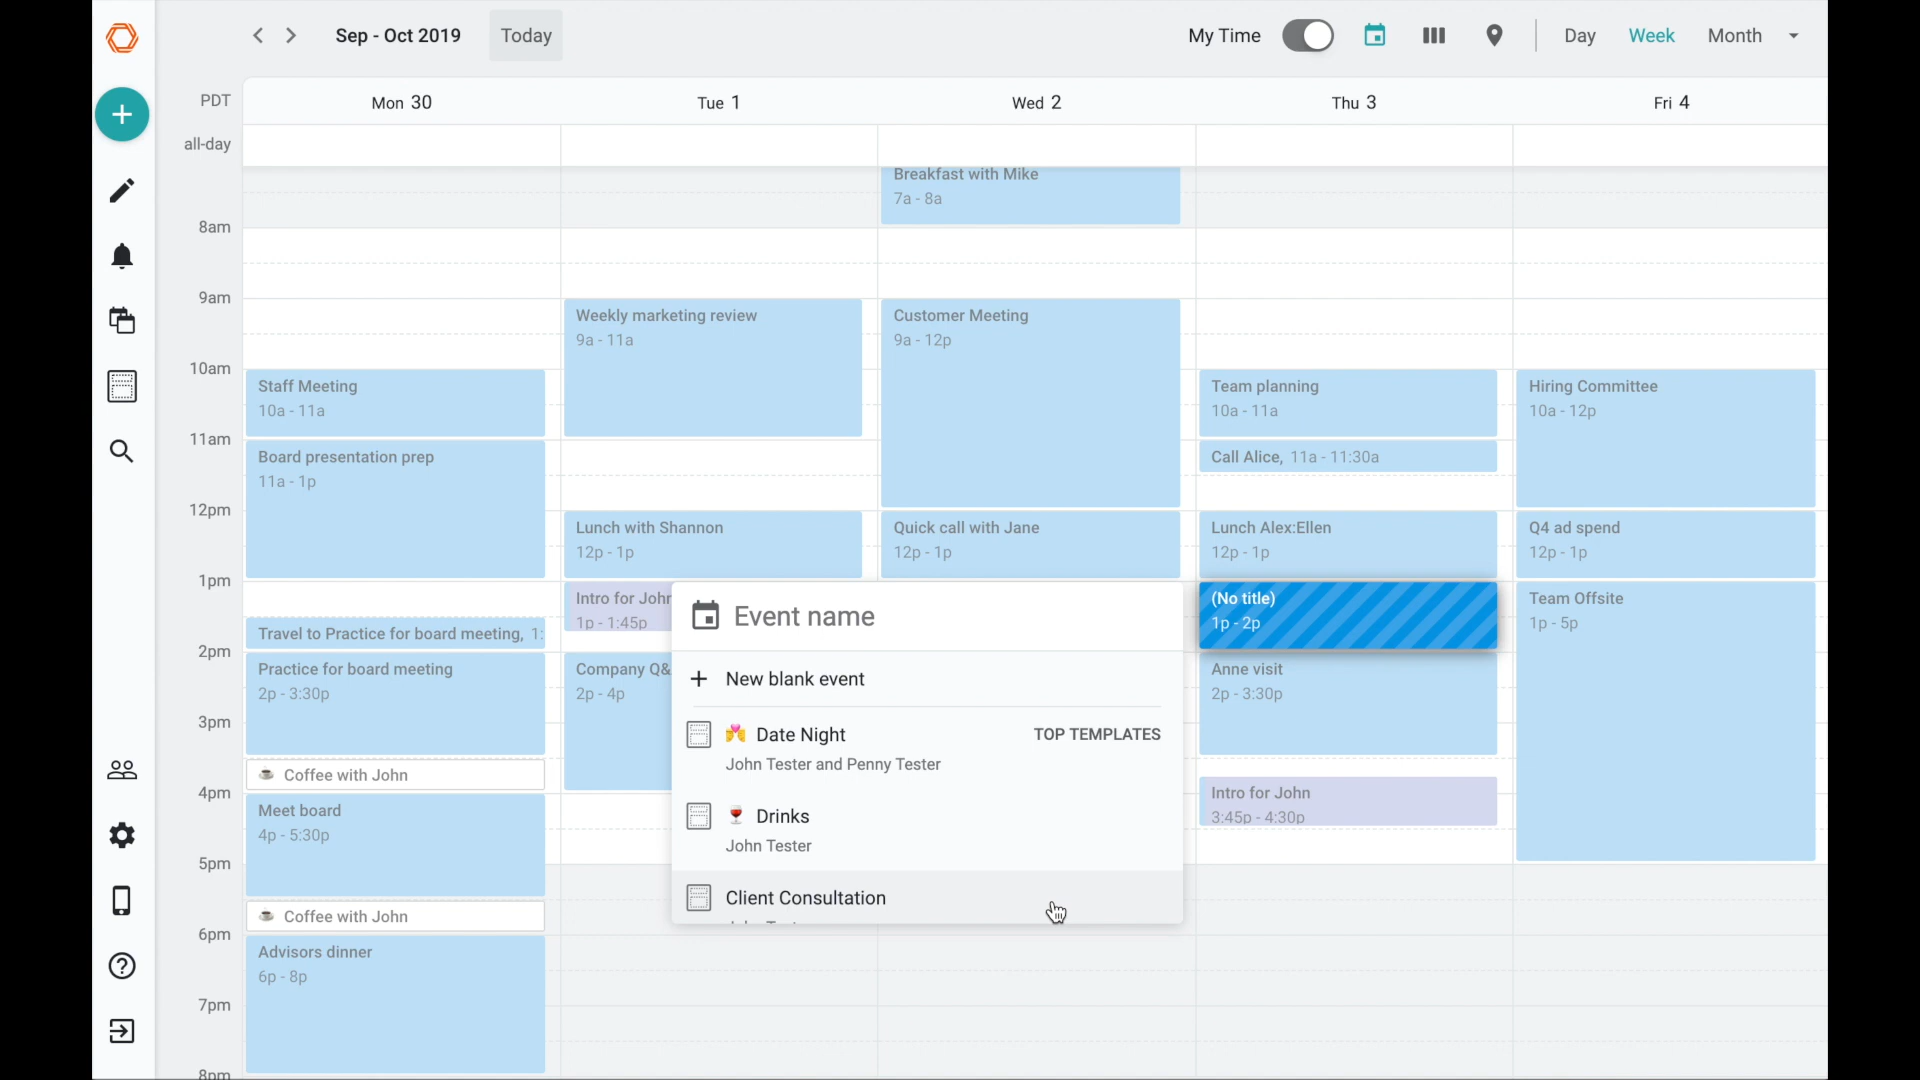 Sep - Oct 2019
Today
My Time
Day
Week
Month
PDT
Mon 30
Tue 1
Wed 2
Thu 3
Fri 4
all-day
8am
9am
10am
11am
12pm
1pm
2pm
3pm
4pm
5pm
6pm
7pm
8pm
Staff Meeting
10a - 11a
Board presentation prep
11a - 1p
Travel to Practice for board meeting, 1:
Practice for board meeting
2p - 3:30p
Coffee with John
Meet board
4p - 5:30p
Coffee with John
Advisors dinner
6p - 8p
Weekly marketing review
9a - 11a
Lunch with Shannon
12p - 1p
Intro for John
1p - 1:45p
Company Q&
2p - 4p
Breakfast with Mike
7a - 8a
Customer Meeting
9a - 12p
Quick call with Jane
12p - 1p
Event name
New blank event
Date Night
TOP TEMPLATES
John Tester and Penny Tester
Drinks
John Tester
Client Consultation
Team planning
10a - 11a
Call Alice, 11a - 11:30a
Lunch Alex:Ellen
12p - 1p
(No title)
1p - 2p
Anne visit
2p - 3:30p
Intro for John
3:45p - 4:30p
Hiring Committee
10a - 12p
Q4 ad spend
12p - 1p
Team Offsite
1p - 5p